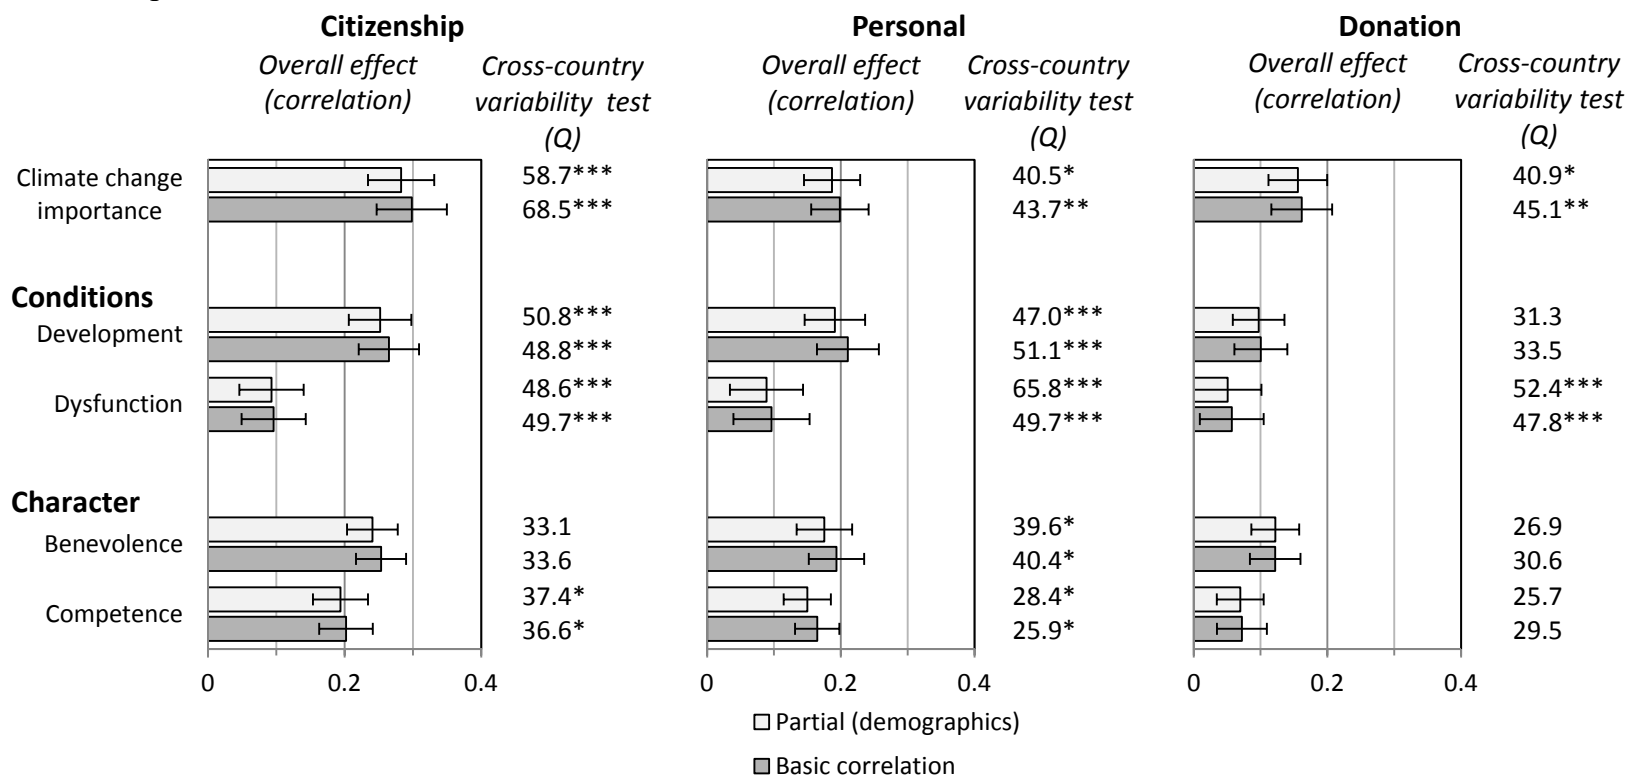 Citizenship Personal Donation
Overall effect Cross-country Overall effect Cross-country Overall effect Cross-country
(correlation) variability test (correlation) variability test (correlation) variability test
(Q) (Q) (Q)
Climate change 58.7*** 40.5* 40.9*
importance 68.5*** 43.7** 45.1**
Conditions
Development 50.8*** 47.0*** 31.3
48.8*** 51.1*** 33.5
Dysfunction 48.6*** 65.8*** 52.4***
49.7*** 49.7*** 47.8***
Character
Benevolence 33.1 39.6* 26.9
33.6 40.4* 30.6
Competence 37.4* 28.4* 25.7
36.6* 25.9* 29.5
0 0.2 0.4 0 0.2 0.4 0 0.2 0.4
Partial (demographics)
Basic correlation